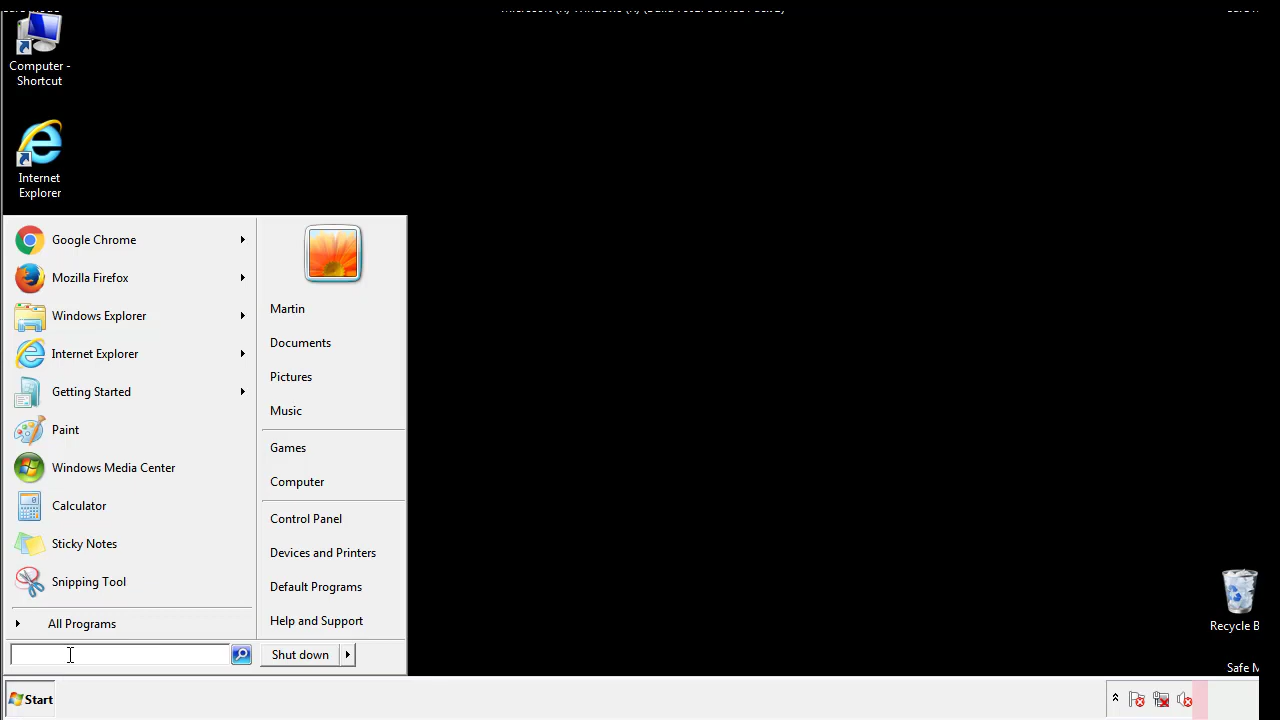 Computer -
Shortcut
Internet
Explorer
Google Chrome
Mozilla Firefox
Windows Explorer
Internet Explorer
Getting Started
Paint
Windows Media Center
Calculator
Sticky Notes
Snipping Tool
All Programs
Martin
Documents
Pictures
Music
Games
Computer
Control Panel
Devices and Printers
Default Programs
Help and Support
Shut down
Recycle B
Safe M
Start